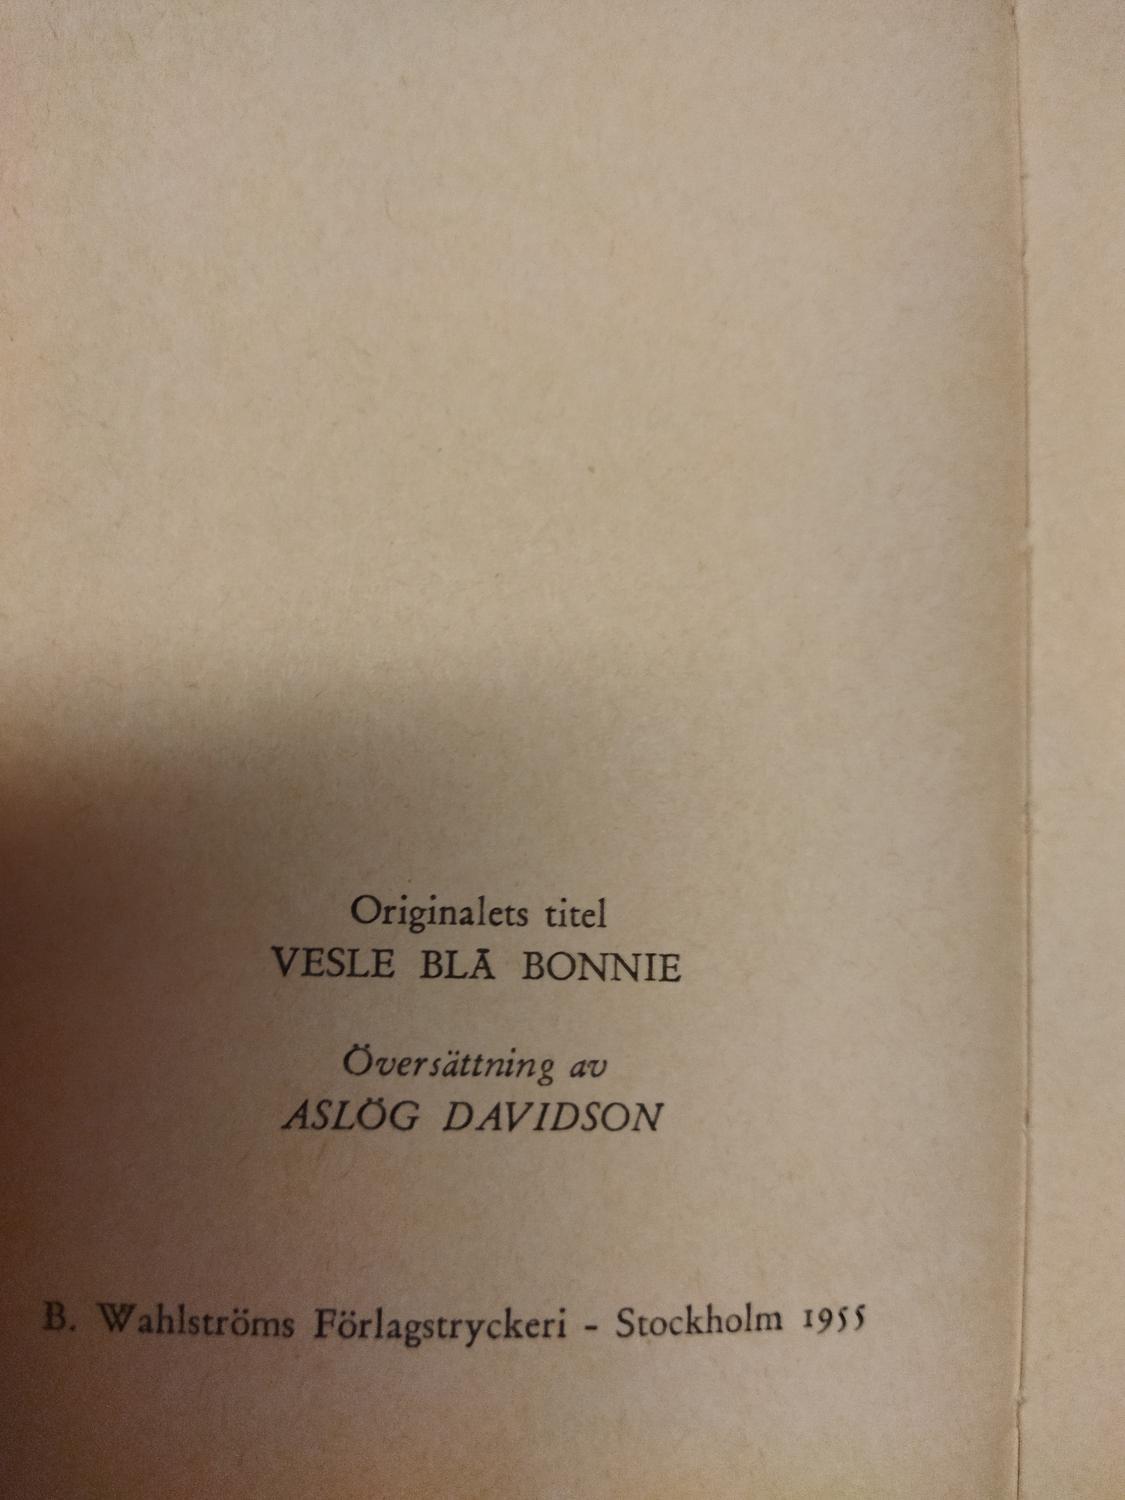 Originalets titel
VESLE BLÅ BONNIE
Översättning av
ASLÖG DAVIDSON
B. Wahlströms Förlagstryckeri - Stockholm 1955